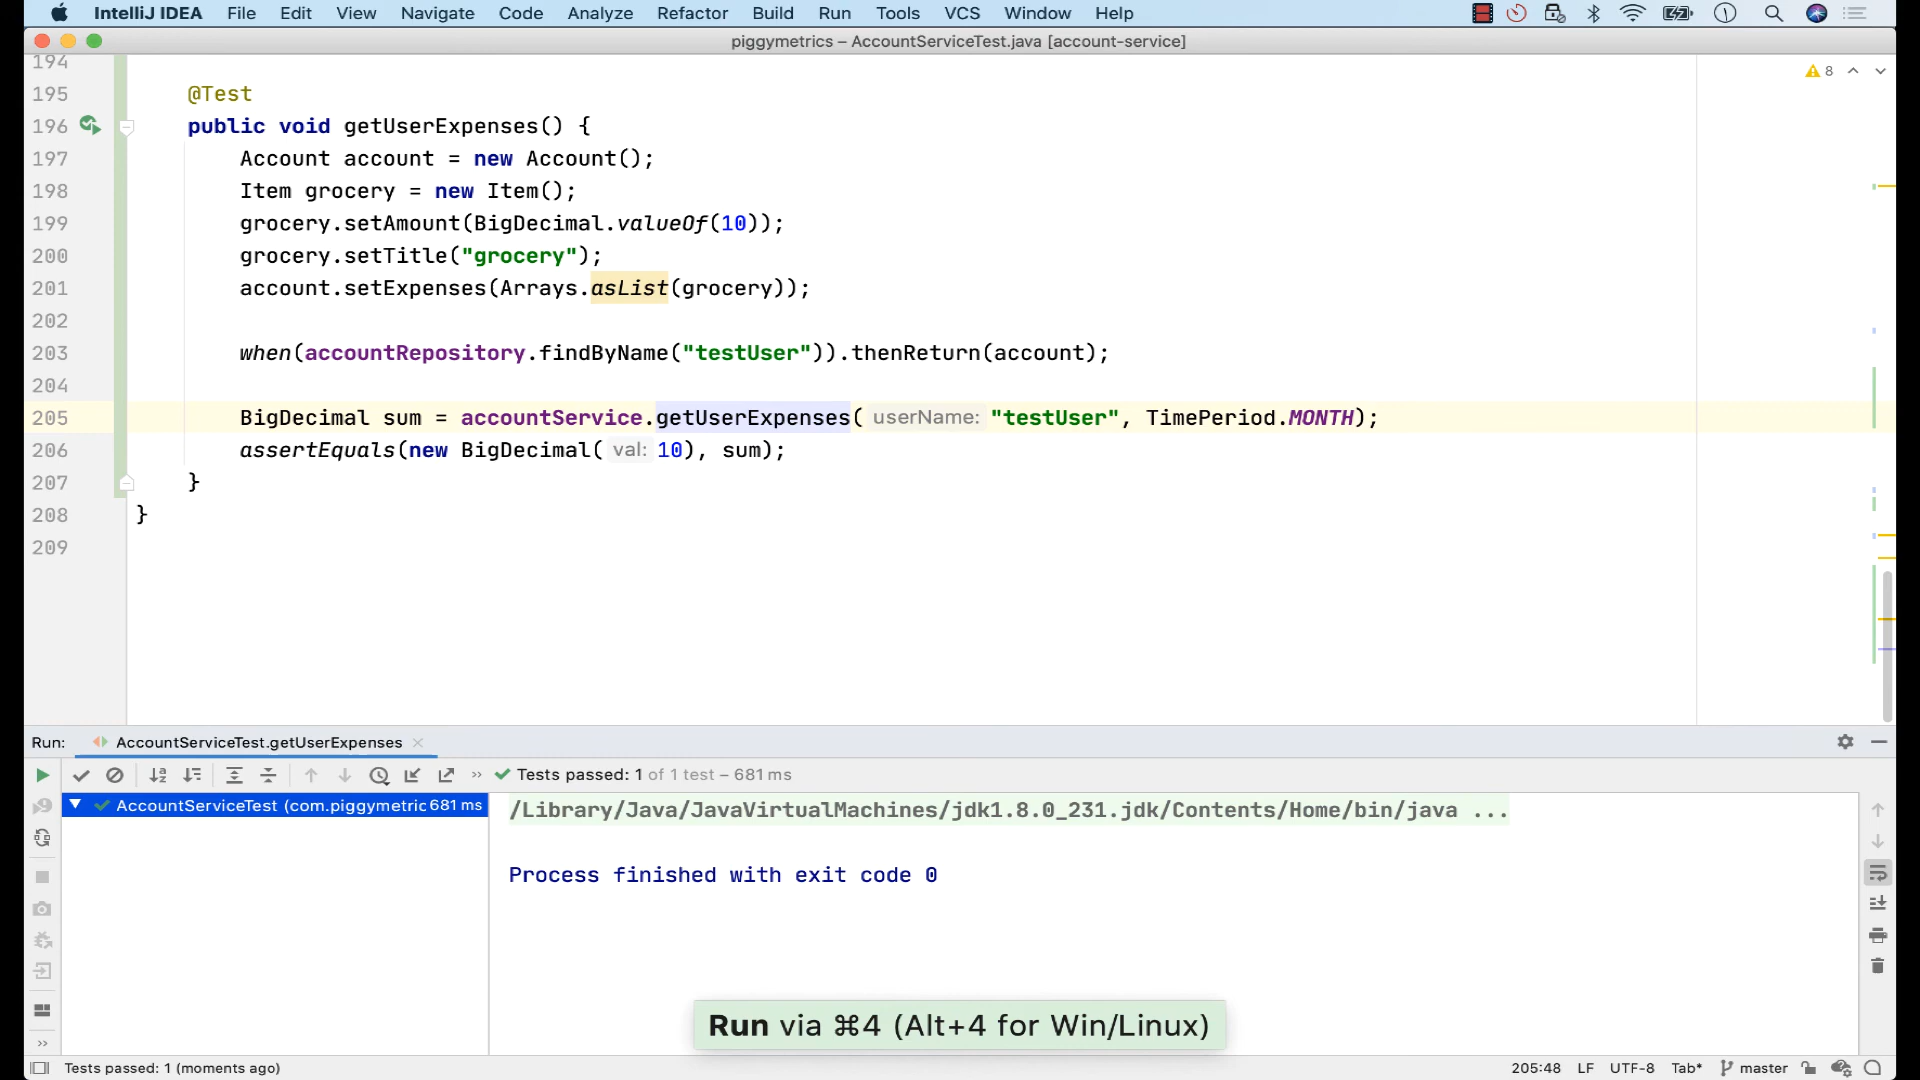 IntelliJ IDEA File Edit View Navigate Code Analyze Refactor Build Run Tools VCS Window Help
piggymetrics – AccountServiceTest.java [account-service]
194
8
195 @Test
196 public void getUserExpenses() {
197 Account account = new Account();
198 Item grocery = new Item();
199 grocery.setAmount(BigDecimal.valueOf(10));
200 grocery.setTitle("grocery");
201 account.setExpenses(Arrays.asList(grocery));
202
203 when(accountRepository.findByName("testUser")).thenReturn(account);
204
205 BigDecimal sum = accountService.getUserExpenses( userName: "testUser", TimePeriod.MONTH);
206 assertEquals(new BigDecimal( val: 10), sum);
207 }
208 }
209
Run: AccountServiceTest.getUserExpenses
Tests passed: 1 of 1 test – 681 ms
AccountServiceTest (com.piggymetric 681 ms
/Library/Java/JavaVirtualMachines/jdk1.8.0_231.jdk/Contents/Home/bin/java ...
Process finished with exit code 0
Run via ⌘4 (Alt+4 for Win/Linux)
Tests passed: 1 (moments ago) 205:48 LF UTF-8 Tab* master